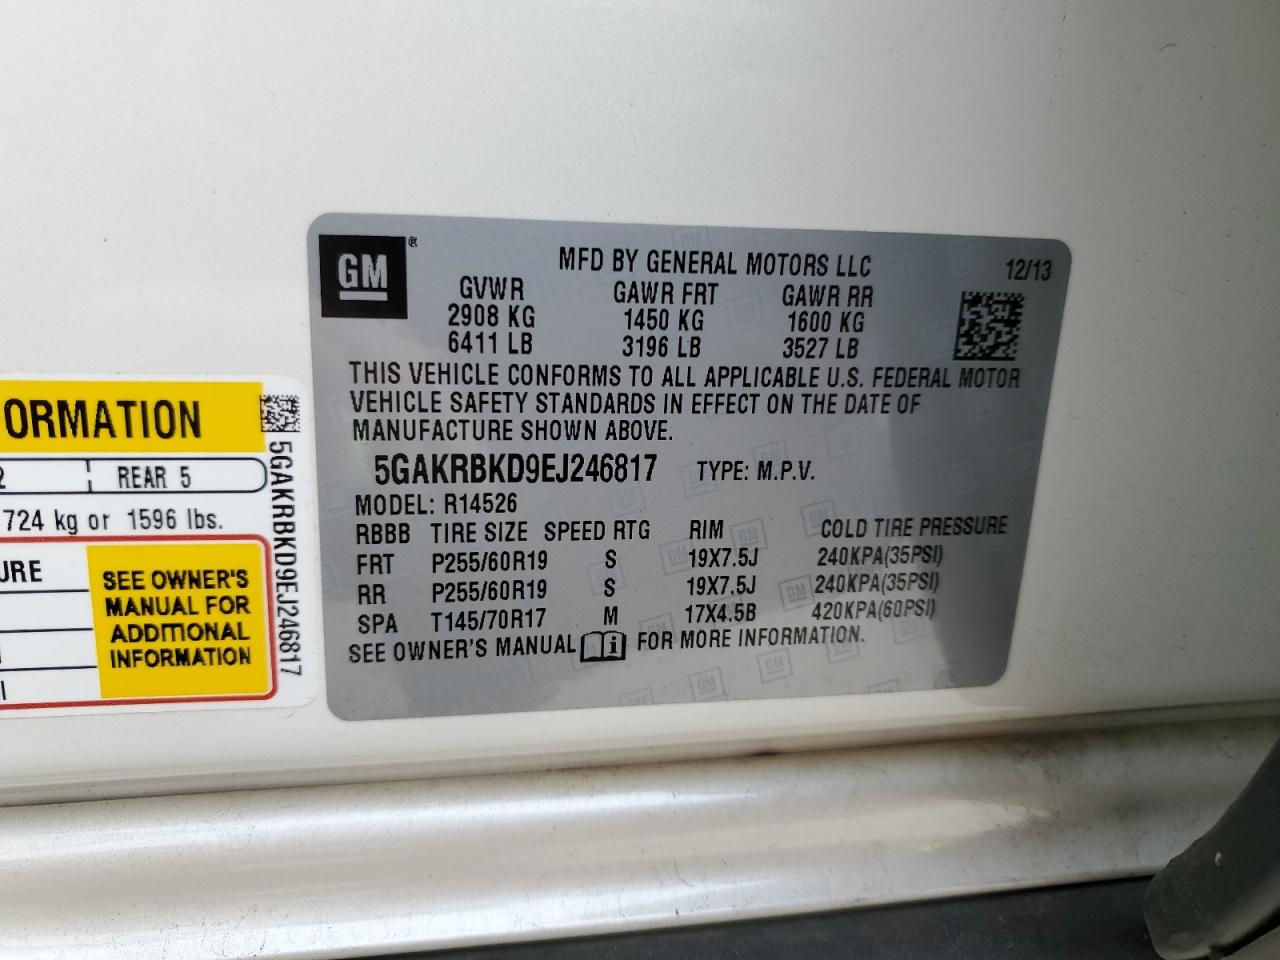 GM ®
MFD BY GENERAL MOTORS LLC 12/13
GVWR GAWR FRT GAWR RR
2908 KG 1450 KG 1600 KG
6411 LB 3196 LB 3527 LB
THIS VEHICLE CONFORMS TO ALL APPLICABLE U.S. FEDERAL MOTOR
VEHICLE SAFETY STANDARDS IN EFFECT ON THE DATE OF
MANUFACTURE SHOWN ABOVE.
5GAKRBKD9EJ246817 TYPE: M.P.V.
MODEL: R14526
RBBB TIRE SIZE SPEED RTG RIM COLD TIRE PRESSURE
FRT P255/60R19 S 19X7.5J 240KPA(35PSI)
RR P255/60R19 S 19X7.5J 240KPA(35PSI)
SPA T145/70R17 M 17X4.5B 420KPA(60PSI)
SEE OWNER'S MANUAL i FOR MORE INFORMATION.
ORMATION
2 REAR 5
724 kg or 1596 lbs.
URE
SEE OWNER'S
MANUAL FOR
ADDITIONAL
INFORMATION
5GAKRBKD9EJ246817